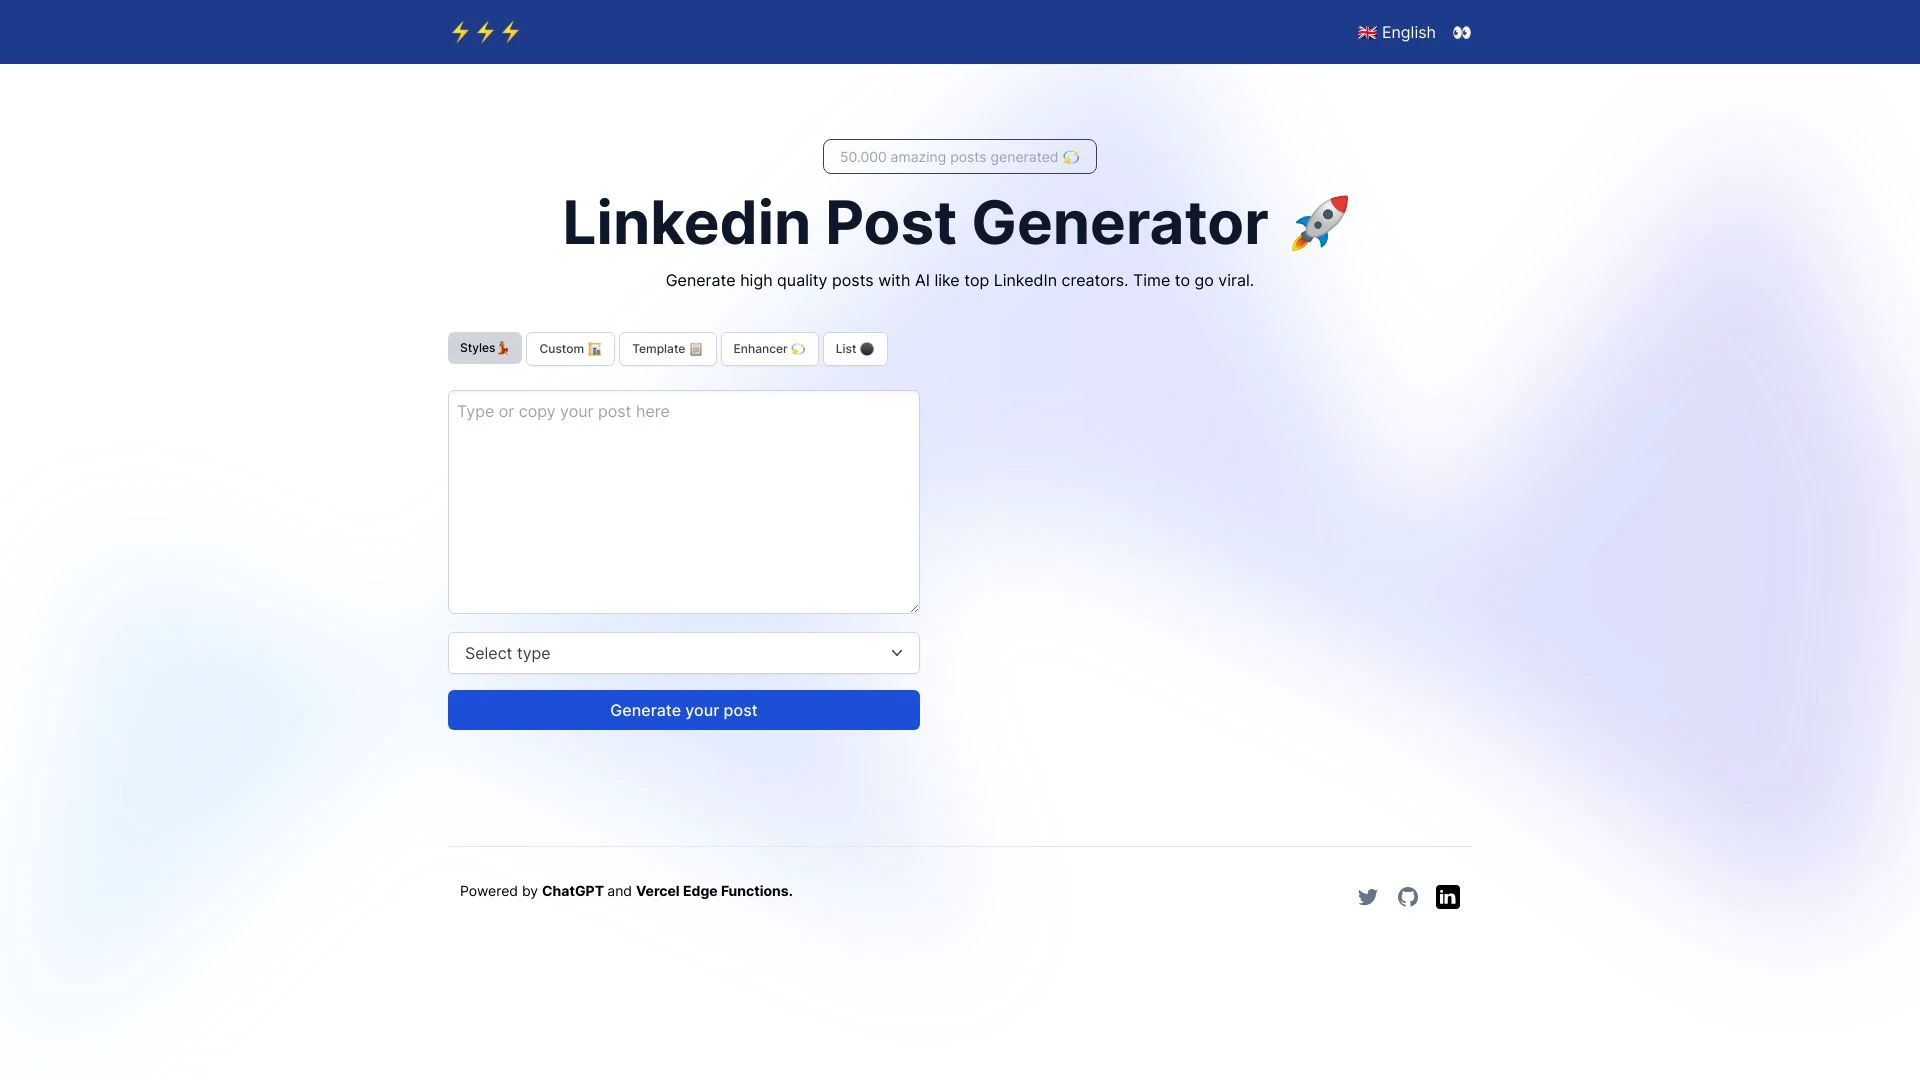 ⚡⚡⚡
🇬🇧 English 👀
50.000 amazing posts generated 💫
Linkedin Post Generator 🚀
Generate high quality posts with AI like top LinkedIn creators. Time to go viral.
Styles💃 Custom 🏗 Template 📋 Enhancer 💫 List ⚫
Type or copy your post here
Select type
Generate your post
Powered by ChatGPT and Vercel Edge Functions.
in